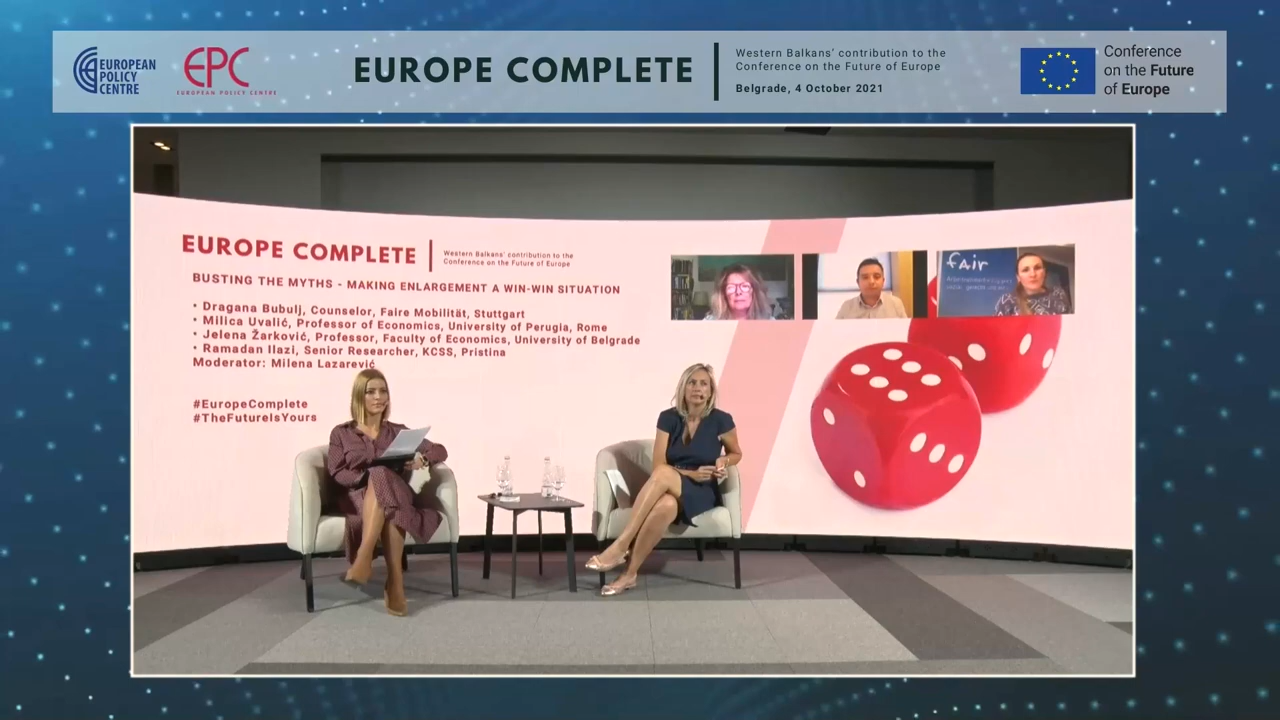 EUROPEAN
POLICY
CENTRE
EPC
EUROPEAN POLICY CENTRE
EUROPE COMPLETE
Western Balkans' contribution to the
Conference on the Future of Europe
Belgrade, 4 October 2021
Conference
on the Future
of Europe
EUROPE COMPLETE
Western Balkans' contribution to the
Conference on the Future of Europe
BUSTING THE MYTHS - MAKING ENLARGEMENT A WIN-WIN SITUATION
• Dragana Bubulj, Counselor, Faire Mobilität, Stuttgart
• Milica Uvalić, Professor of Economics, University of Perugia, Rome
• Jelena Žarković, Professor, Faculty of Economics, University of Belgrade
• Ramadan Ilazi, Senior Researcher, KCSS, Pristina
Moderator: Milena Lazarević
#EuropeComplete
#TheFutureIsYours
fAir